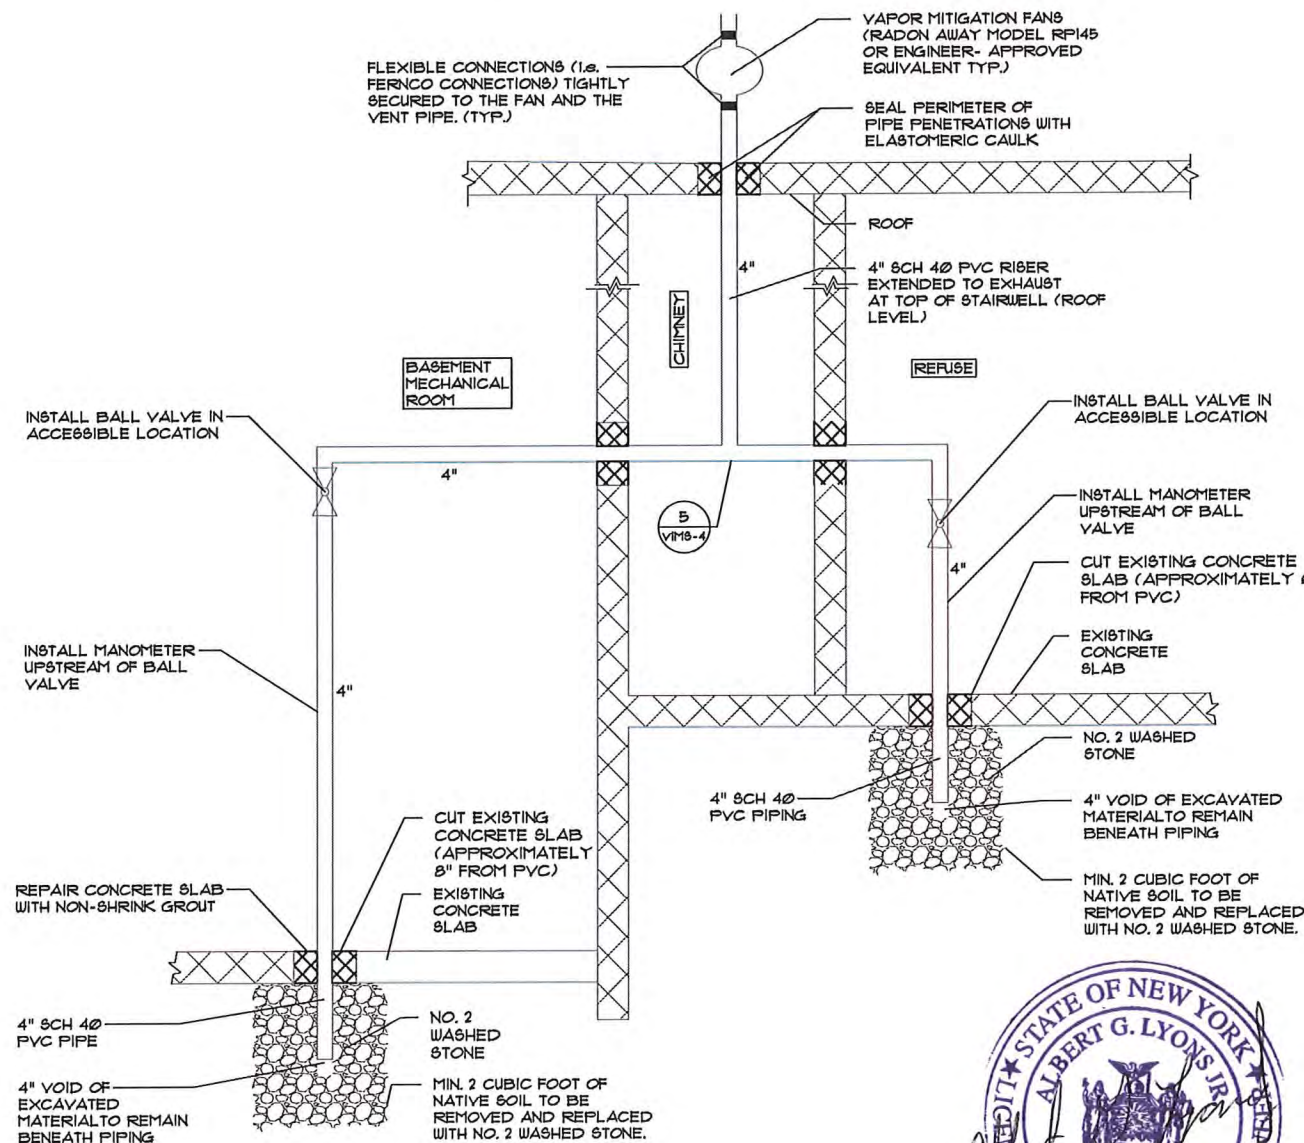 VAPOR MITIGATION FANS
(RADON AWAY MODEL RP145
OR ENGINEER- APPROVED
EQUIVALENT TYP.)
FLEXIBLE CONNECTIONS (i.e.
FERNCO CONNECTIONS) TIGHTLY
SECURED TO THE FAN AND THE
VENT PIPE. (TYP.)
SEAL PERIMETER OF
PIPE PENETRATIONS WITH
ELASTOMERIC CAULK
ROOF
4"
4" SCH 40 PVC RISER
EXTENDED TO EXHAUST
AT TOP OF STAIRWELL (ROOF
LEVEL)
CHIMNEY
BASEMENT
MECHANICAL
ROOM
REFUSE
INSTALL BALL VALVE IN
ACCESSIBLE LOCATION
INSTALL BALL VALVE IN
ACCESSIBLE LOCATION
4"
5
VIMS-4
INSTALL MANOMETER
UPSTREAM OF BALL
VALVE
4"
CUT EXISTING CONCRETE
SLAB (APPROXIMATELY
FROM PVC)
EXISTING
CONCRETE
SLAB
INSTALL MANOMETER
UPSTREAM OF BALL
VALVE
4"
NO. 2 WASHED
STONE
4" SCH 40
PVC PIPING
4" VOID OF EXCAVATED
MATERIALTO REMAIN
BENEATH PIPING
CUT EXISTING
CONCRETE SLAB
(APPROXIMATELY
8" FROM PVC)
MIN. 2 CUBIC FOOT OF
NATIVE SOIL TO BE
REMOVED AND REPLACED
WITH NO. 2 WASHED STONE.
REPAIR CONCRETE SLAB
WITH NON-SHRINK GROUT
EXISTING
CONCRETE
SLAB
4" SCH 40
PVC PIPE
NO. 2
WASHED
STONE
4" VOID OF
EXCAVATED
MATERIALTO REMAIN
BENEATH PIPING
MIN. 2 CUBIC FOOT OF
NATIVE SOIL TO BE
REMOVED AND REPLACED
WITH NO. 2 WASHED STONE.
STATE OF NEW YORK
ALBERT G. LYONS JR.